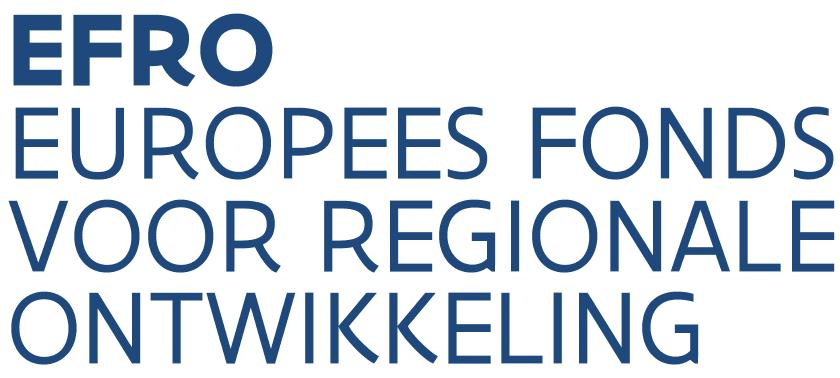 EFRO
EUROPEES FONDS
VOOR REGIONALE
ONTWIKKELING